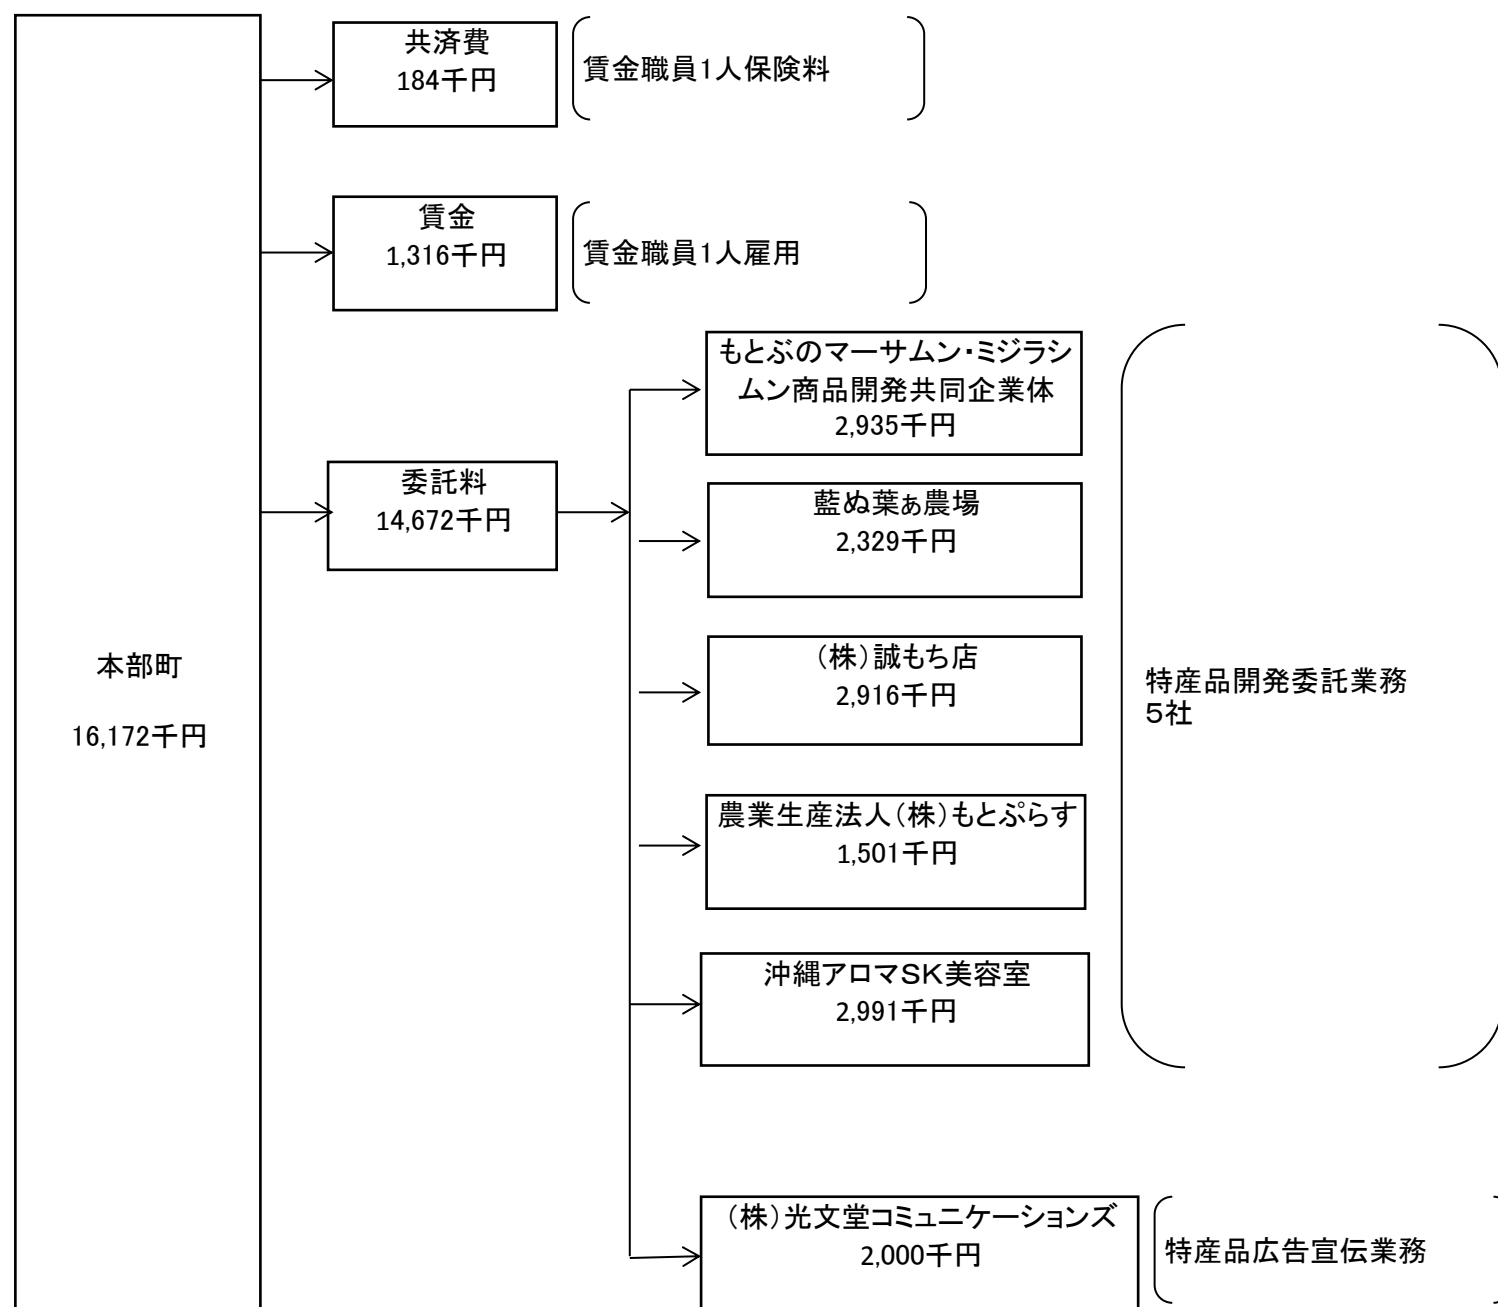 共済費
184千円
賃金職員1人保険料
賃金
1,316千円
賃金職員1人雇用
もとぶのマーサムン・ミジラシ
ムン商品開発共同企業体
2,935千円
委託料
14,672千円
藍ぬ葉ぁ農場
2,329千円
本部町
16,172千円
（株）誠もち店
2,916千円
特産品開発委託業務
5社
農業生産法人（株）もとぷらす
1,501千円
沖縄アロマSK美容室
2,991千円
（株）光文堂コミュニケーションズ
2,000千円
特産品広告宣伝業務